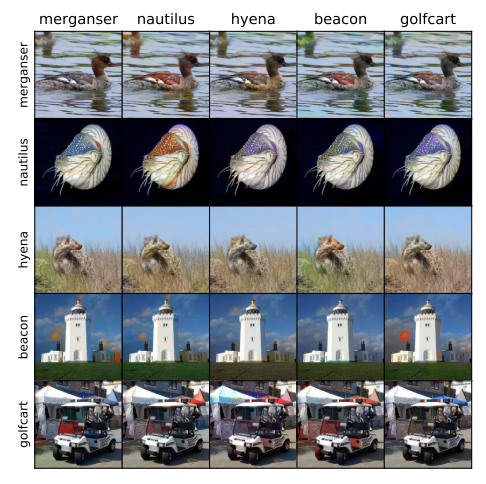 merganser nautilus hyena beacon golfcart
merganser
nautilus
hyena
beacon
golfcart